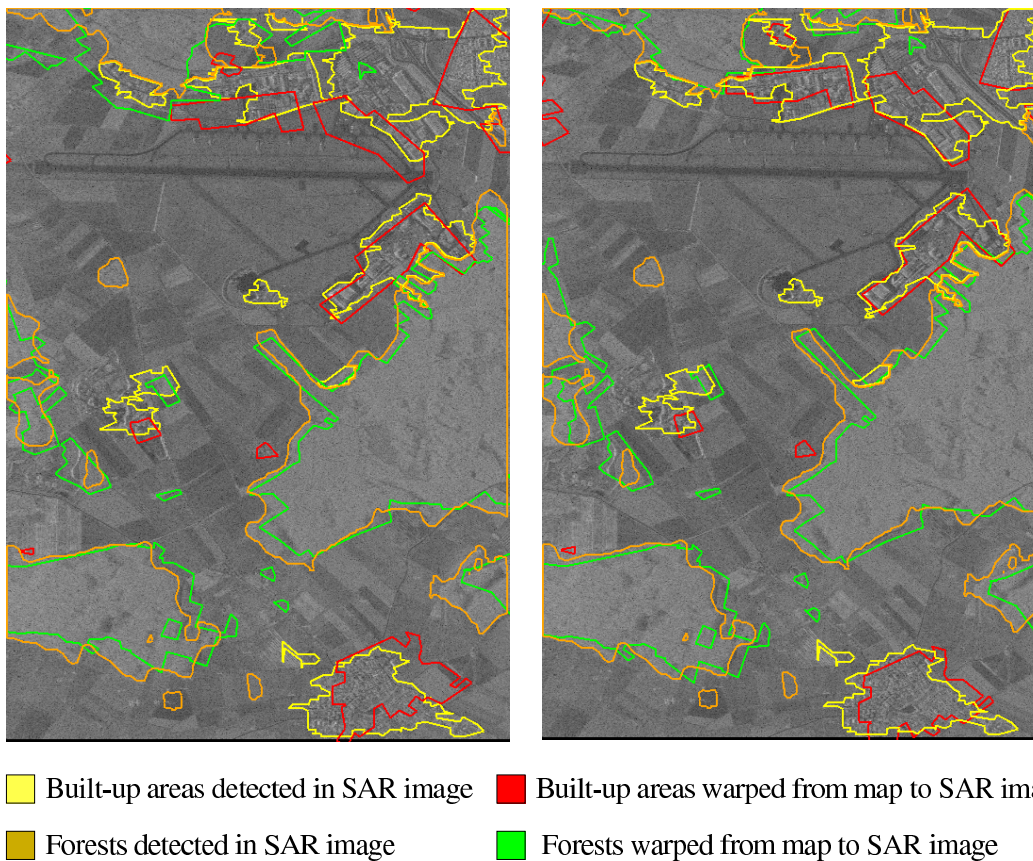 Built-up areas detected in SAR image Built-up areas warped from map to SAR ima
Forests detected in SAR image Forests warped from map to SAR image